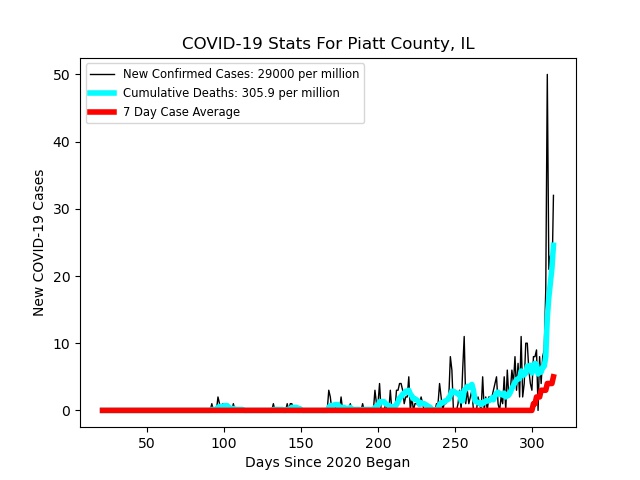 COVID-19 Stats For Piatt County, IL
New Confirmed Cases: 29000 per million
Cumulative Deaths: 305.9 per million
7 Day Case Average
New COVID-19 Cases
50
40
30
20
10
0
50 100 150 200 250 300
Days Since 2020 Began